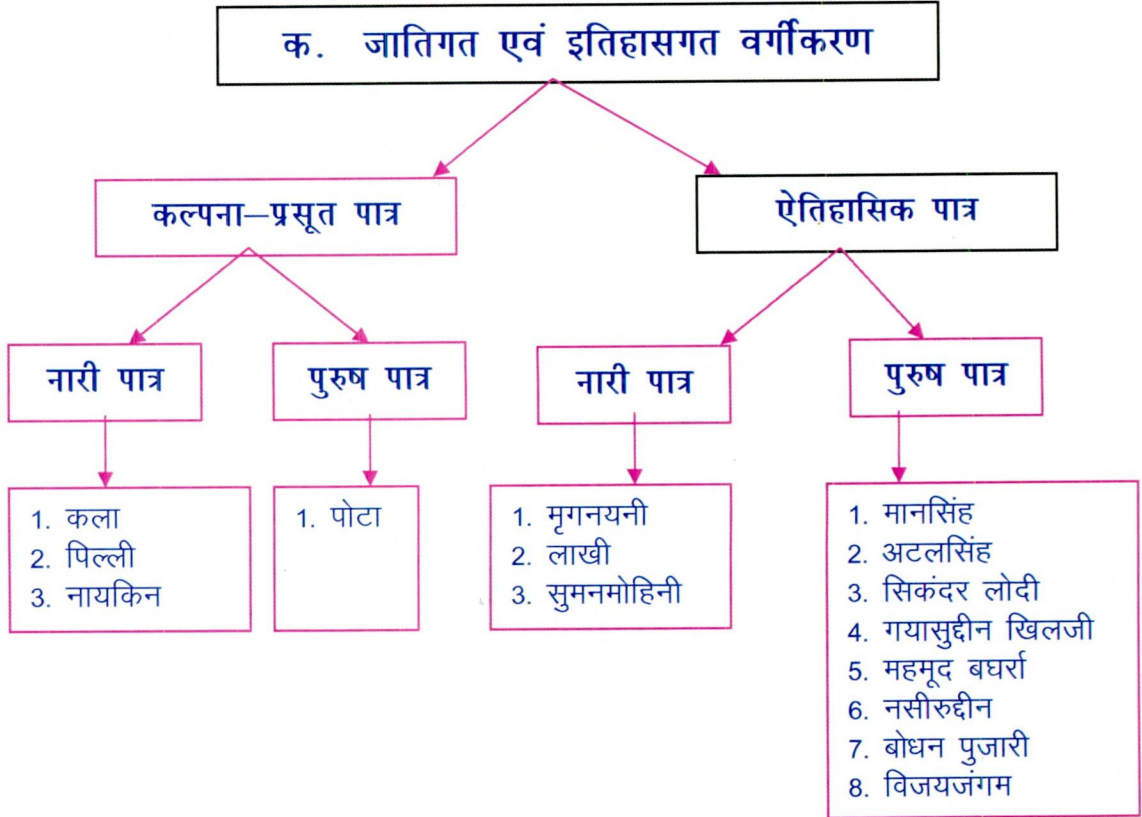 क. जातिगत एवं इतिहासगत वर्गीकरण
कल्पना–प्रसूत पात्र
ऐतिहासिक पात्र
नारी पात्र
पुरुष पात्र
नारी पात्र
पुरुष पात्र
1. कला
2. पिल्ली
3. नायकिन
1. पोटा
1. मृगनयनी
2. लाखी
3. सुमनमोहिनी
1. मानसिंह
2. अटलसिंह
3. सिकंदर लोदी
4. गयासुद्दीन खिलजी
5. महमूद बघर्रा
6. नसीरुद्दीन
7. बोधन पुजारी
8. विजयजंगम